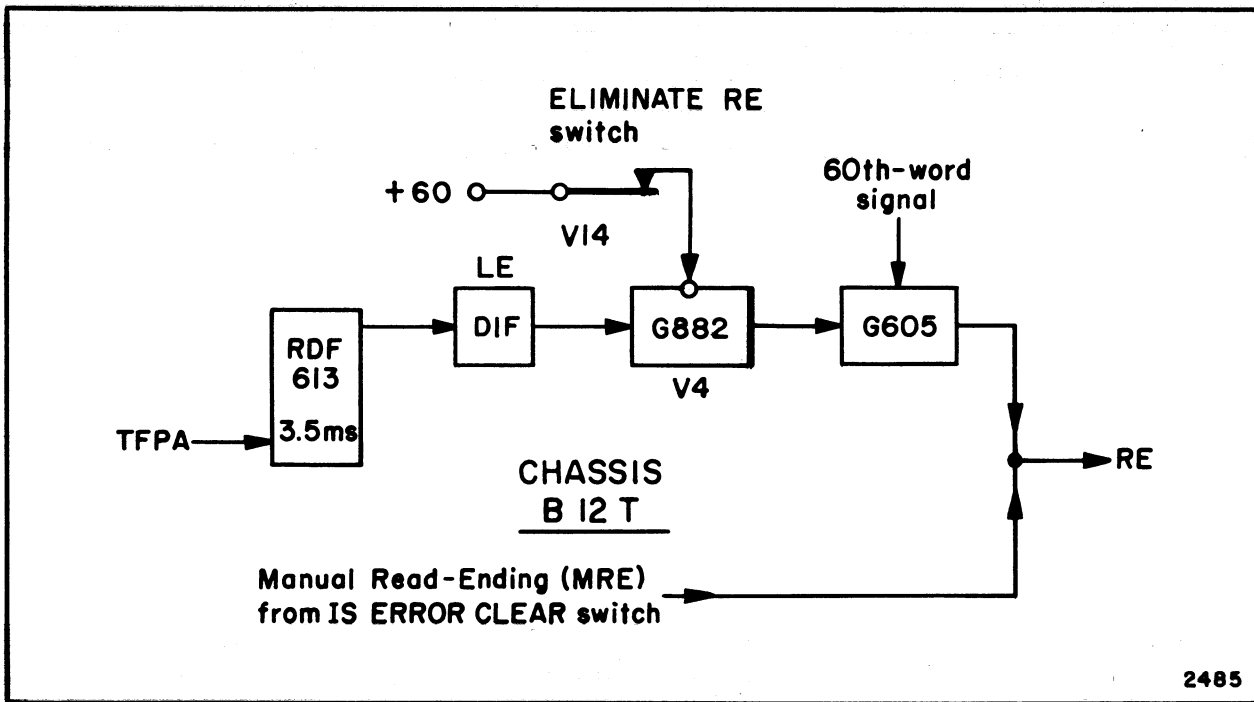 ELIMINATE RE
switch
+60
V14
60th-word
signal
LE
DIF
G882
V4
G605
RDF
613
3.5ms
TFPA
RE
CHASSIS
B 12 T
Manual Read-Ending (MRE)
from IS ERROR CLEAR switch
2485